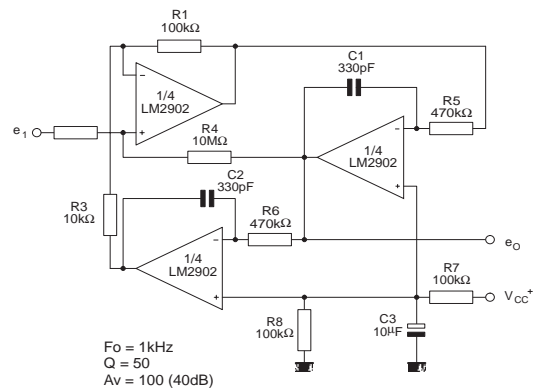 R1
100kΩ
C1
330pF
R5
470kΩ
1/4
LM2902
-
+
e1
R4
10MΩ
1/4
LM2902
-
+
C2
330pF
R3
10kΩ
R6
470kΩ
1/4
LM2902
-
+
eO
R7
100kΩ
VCC+
R8
100kΩ
C3
10µF
Fo = 1kHz
Q = 50
Av = 100 (40dB)